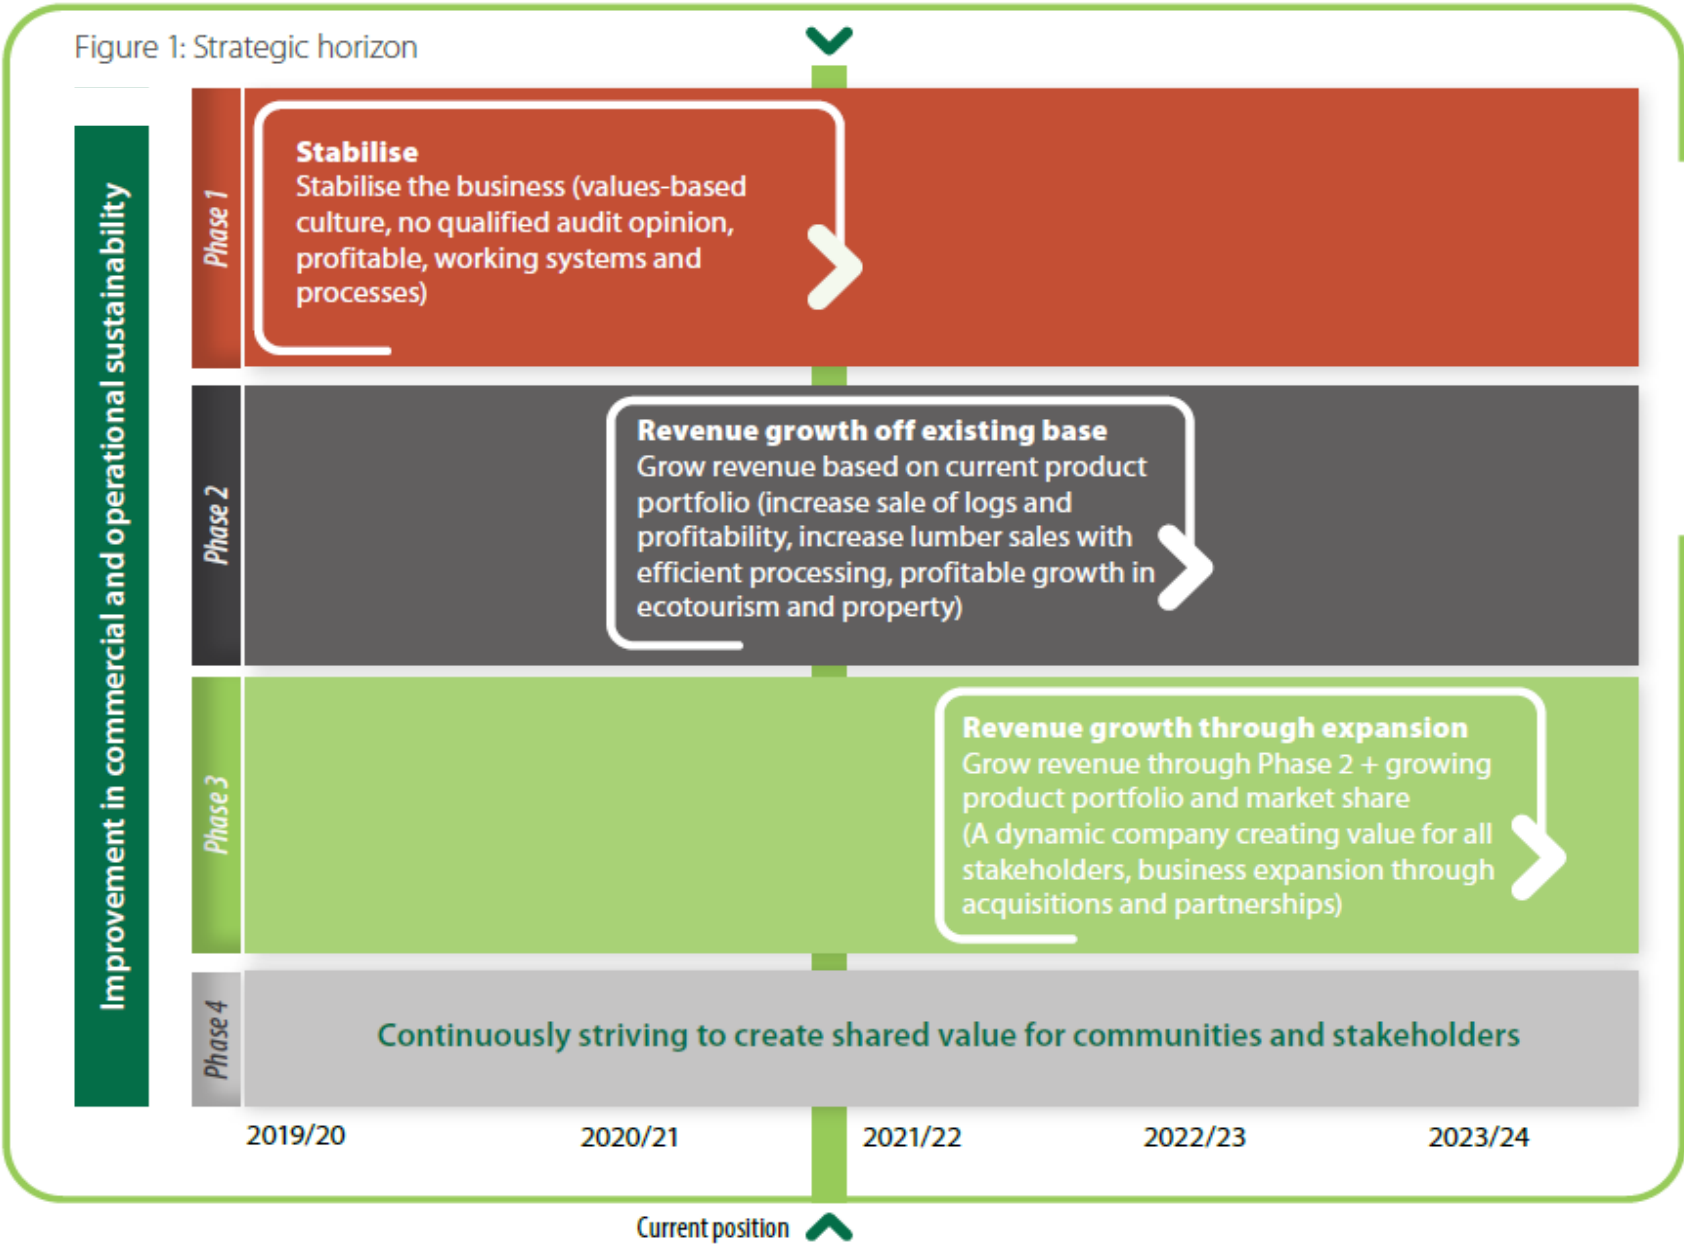 Figure 1: Strategic horizon
Improvement in commercial and operational sustainability
Phase 1
Stabilise
Stabilise the business (values-based
culture, no qualified audit opinion,
profitable, working systems and
processes)
Phase 2
Revenue growth off existing base
Grow revenue based on current product
portfolio (increase sale of logs and
profitability, increase lumber sales with
efficient processing, profitable growth in
ecotourism and property)
Phase 3
Revenue growth through expansion
Grow revenue through Phase 2 + growing
product portfolio and market share
(A dynamic company creating value for all
stakeholders, business expansion through
acquisitions and partnerships)
Phase 4
Continuously striving to create shared value for communities and stakeholders
2019/20 2020/21 2021/22 2022/23 2023/24
Current position